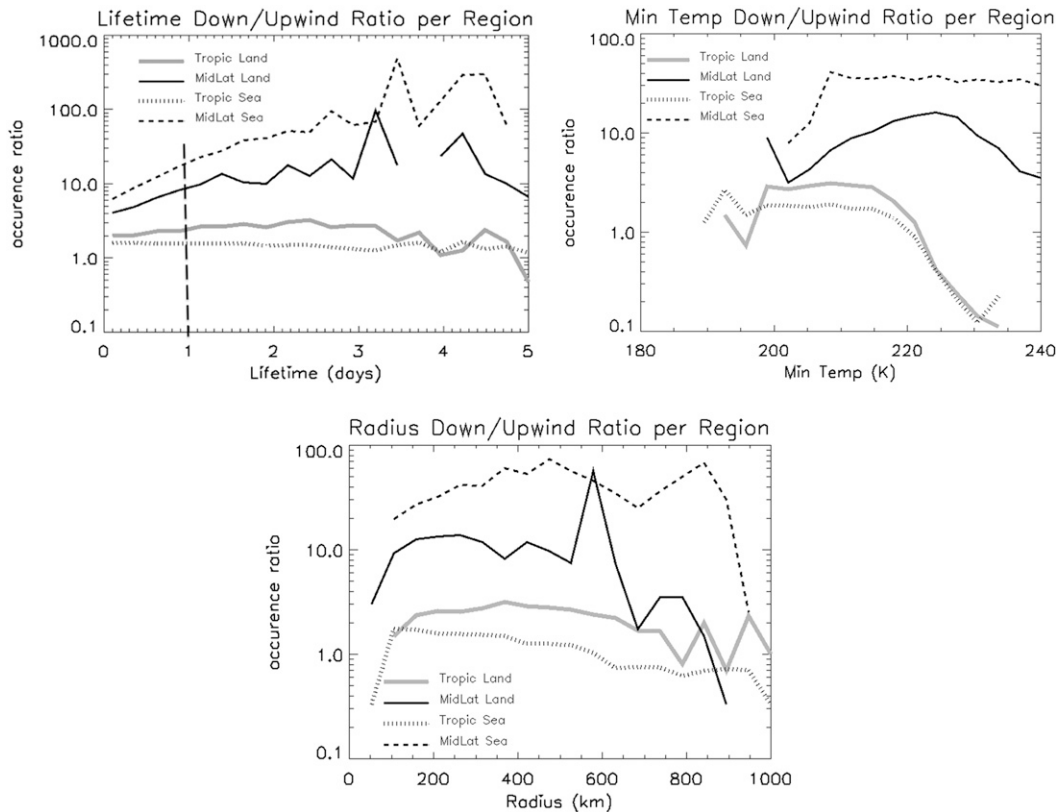 Lifetime Down/Upwind Ratio per Region
1000.0
100.0
10.0
1.0
0.1
occurence ratio
Tropic Land
MidLat Land
Tropic Sea
MidLat Sea
0 1 2 3 4 5
Lifetime (days)
Min Temp Down/Upwind Ratio per Region
100.0
10.0
1.0
0.1
occurence ratio
Tropic Land
MidLat Land
Tropic Sea
MidLat Sea
180 200 220 240
Min Temp (K)
Radius Down/Upwind Ratio per Region
100.0
10.0
1.0
0.1
occurence ratio
Tropic Land
MidLat Land
Tropic Sea
MidLat Sea
0 200 400 600 800 1000
Radius (km)